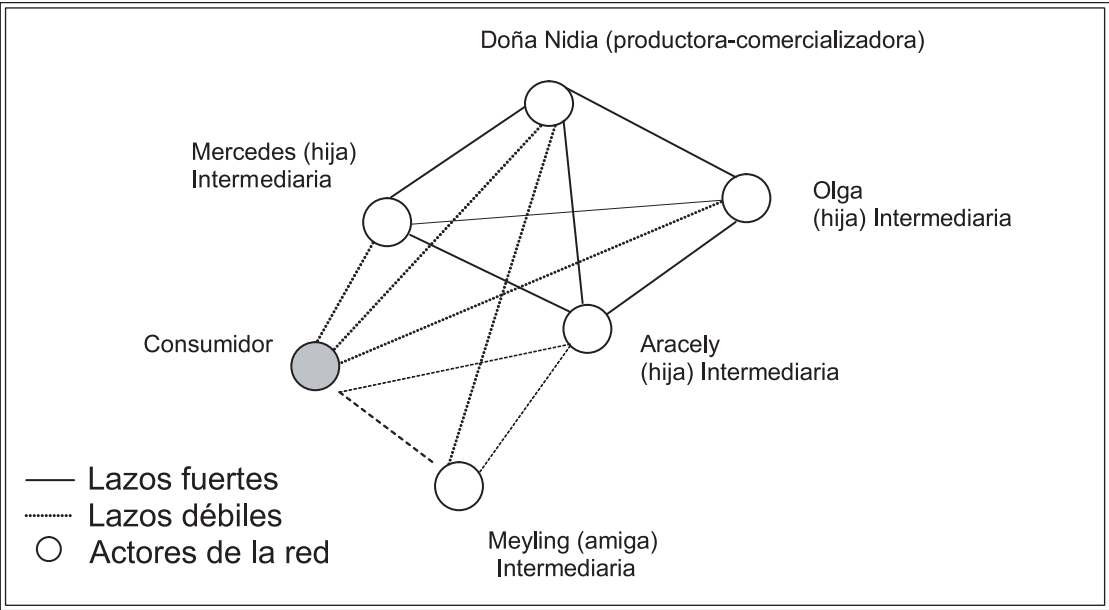 Doña Nidia (productora-comercializadora)
Mercedes (hija)
Intermediaria
Olga
(hija) Intermediaria
Consumidor
Aracely
(hija) Intermediaria
Lazos fuertes
Lazos débiles
Actores de la red
Meyling (amiga)
Intermediaria